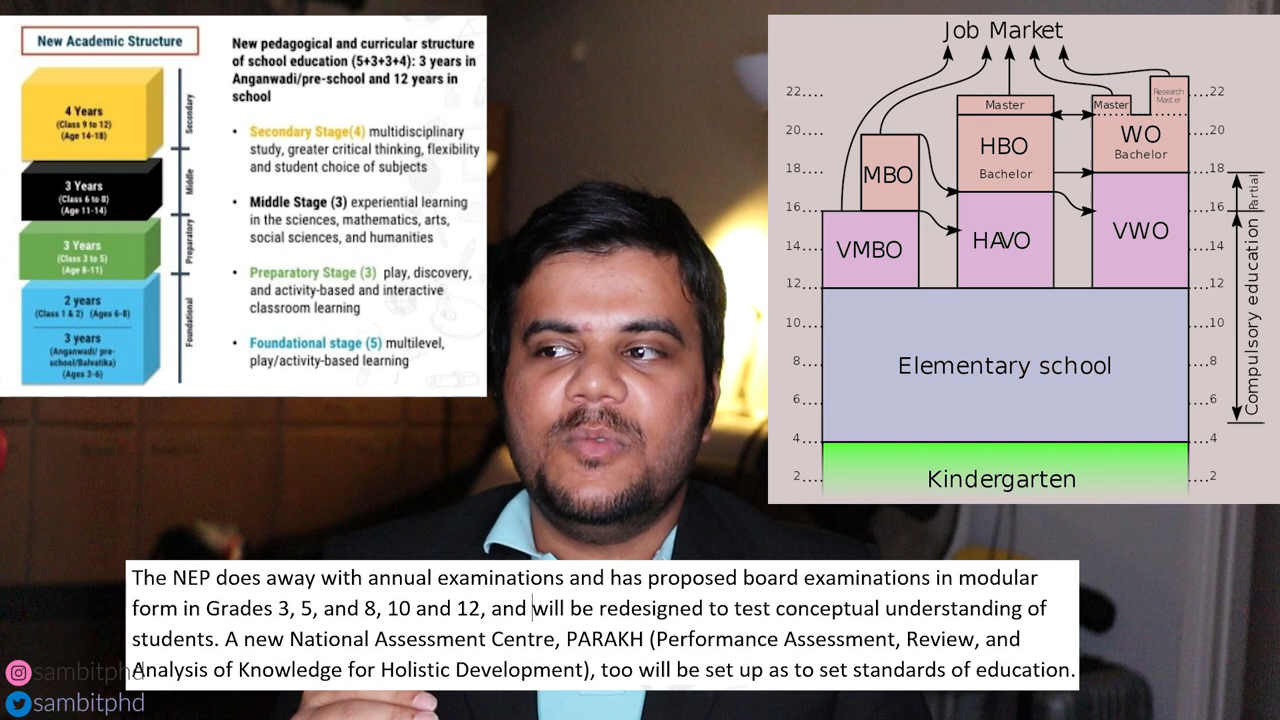 New Academic Structure
4 Years
(Class 9 to 12)
(Age 14-18)
Secondary
3 Years
(Class 6 to 8)
(Age 11-14)
Middle
3 Years
(Class 3 to 5)
(Age 8-11)
Preparatory
2 years
(Class 1 & 2) (Ages 6-8)
3 years
(Anganwadi/ pre-
school/Balvatika)
(Ages 3-6)
Foundational
New pedagogical and curricular structure
of school education (5+3+3+4): 3 years in
Anganwadi/pre-school and 12 years in
school
• Secondary Stage(4) multidisciplinary
study, greater critical thinking, flexibility
and student choice of subjects
• Middle Stage (3) experiential learning
in the sciences, mathematics, arts,
social sciences, and humanities
• Preparatory Stage (3) play, discovery,
and activity-based and interactive
classroom learning
• Foundational stage (5) multilevel,
play/activity-based learning
Job Market
22.... Master Master Research ....22
Master
20.... HBO WO ....20
Bachelor
18.... MBO Bachelor ....18
Partial
16.... ....16
14.... VMBO HAVO VWO ....14
12.... ....12
10.... ....10
8.... Elementary school ....8
6.... ....6
Compulsory education
4.... ....4
2.... Kindergarten ....2
The NEP does away with annual examinations and has proposed board examinations in modular
form in Grades 3, 5, and 8, 10 and 12, and will be redesigned to test conceptual understanding of
students. A new National Assessment Centre, PARAKH (Performance Assessment, Review, and
Analysis of Knowledge for Holistic Development), too will be set up as to set standards of education.
sambitphd
sambitphd